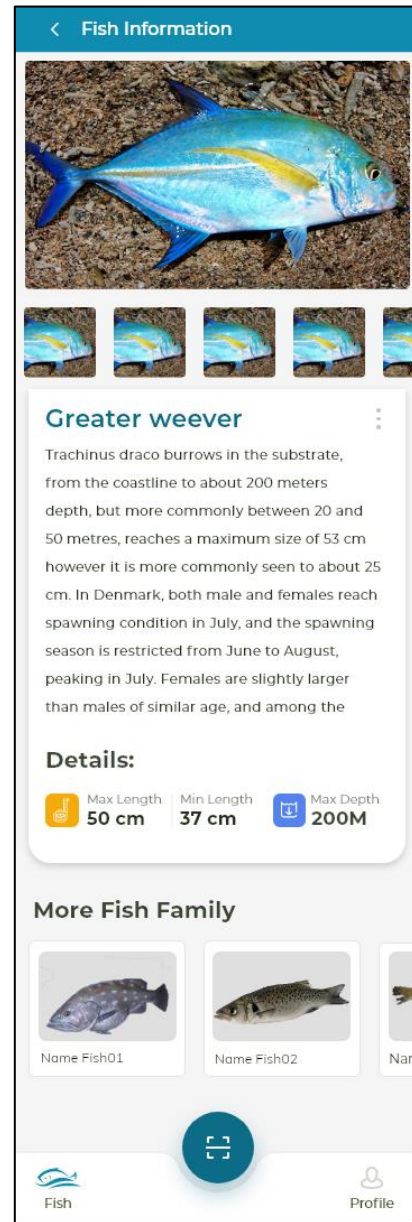 Fish Information
Greater weever
Trachinus draco burrows in the substrate,
from the coastline to about 200 meters
depth, but more commonly between 20 and
50 metres, reaches a maximum size of 53 cm
however it is more commonly seen to about 25
cm. In Denmark, both male and females reach
spawning condition in July, and the spawning
season is restricted from June to August,
peaking in July. Females are slightly larger
than males of similar age, and among the
Details:
Max Length Min Length Max Depth
50 cm 37 cm 200M
More Fish Family
Name Fish01 Name Fish02 Nar
Fish Profile